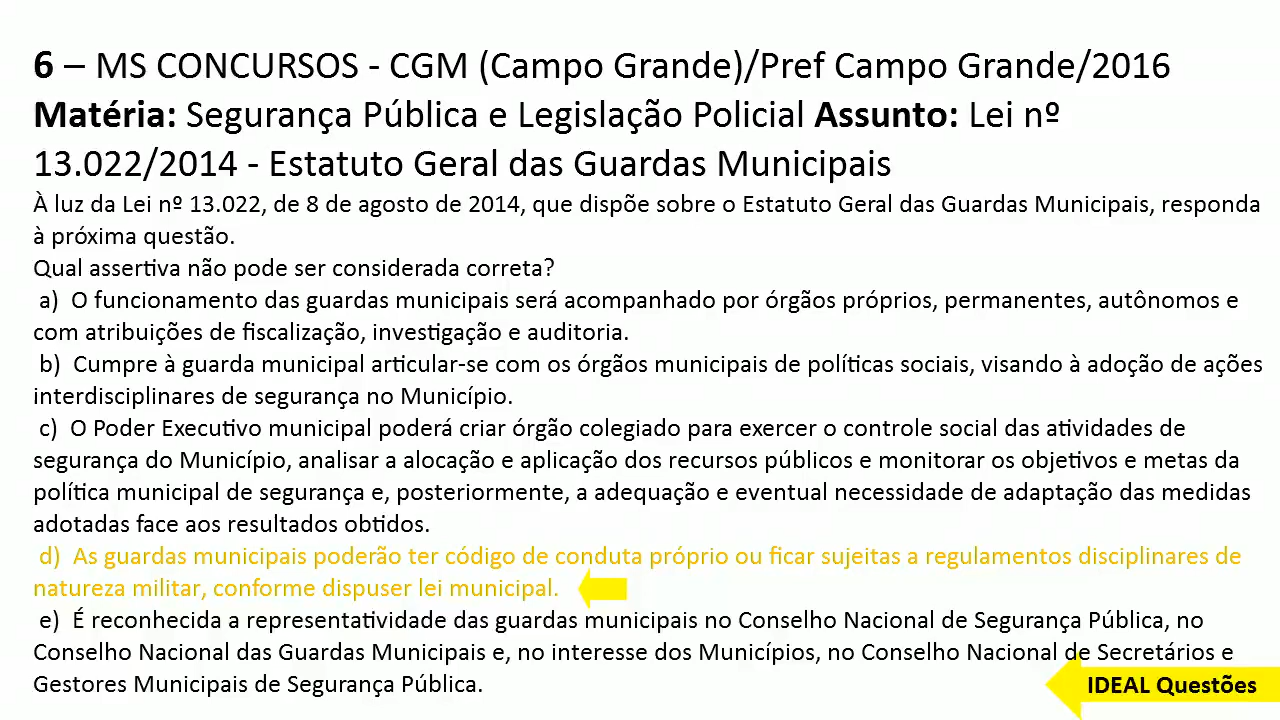 6 – MS CONCURSOS - CGM (Campo Grande)/Pref Campo Grande/2016
Matéria: Segurança Pública e Legislação Policial Assunto: Lei nº
13.022/2014 - Estatuto Geral das Guardas Municipais
À luz da Lei nº 13.022, de 8 de agosto de 2014, que dispõe sobre o Estatuto Geral das Guardas Municipais, responda
à próxima questão.
Qual assertiva não pode ser considerada correta?
a)  O funcionamento das guardas municipais será acompanhado por órgãos próprios, permanentes, autônomos e
com atribuições de fiscalização, investigação e auditoria.
b)  Cumpre à guarda municipal articular-se com os órgãos municipais de políticas sociais, visando à adoção de ações
interdisciplinares de segurança no Município.
c)  O Poder Executivo municipal poderá criar órgão colegiado para exercer o controle social das atividades de
segurança do Município, analisar a alocação e aplicação dos recursos públicos e monitorar os objetivos e metas da
política municipal de segurança e, posteriormente, a adequação e eventual necessidade de adaptação das medidas
adotadas face aos resultados obtidos.
d)  As guardas municipais poderão ter código de conduta próprio ou ficar sujeitas a regulamentos disciplinares de
natureza militar, conforme dispuser lei municipal.
e)  É reconhecida a representatividade das guardas municipais no Conselho Nacional de Segurança Pública, no
Conselho Nacional das Guardas Municipais e, no interesse dos Municípios, no Conselho Nacional de Secretários e
Gestores Municipais de Segurança Pública.
IDEAL Questões